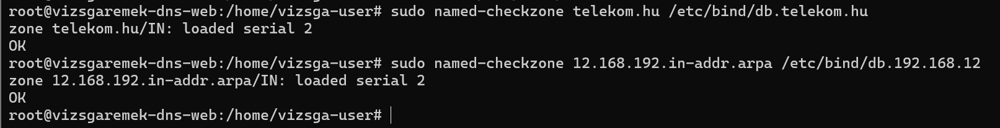 root@vizsgaremek-dns-web:/home/vizsga-user# sudo named-checkzone telekom.hu /etc/bind/db.telekom.hu
zone telekom.hu/IN: loaded serial 2
OK
root@vizsgaremek-dns-web:/home/vizsga-user# sudo named-checkzone 12.168.192.in-addr.arpa /etc/bind/db.192.168.12
zone 12.168.192.in-addr.arpa/IN: loaded serial 2
OK
root@vizsgaremek-dns-web:/home/vizsga-user#